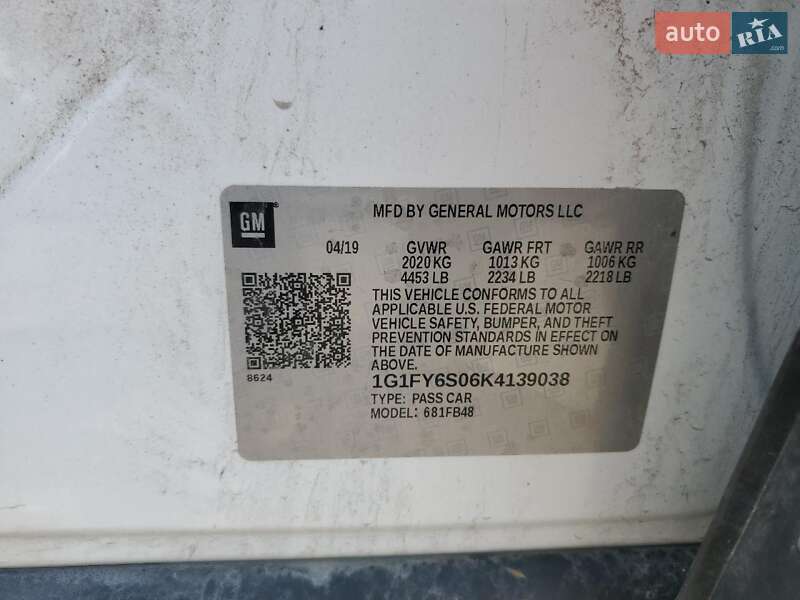 auto RIA.com
GM®
MFD BY GENERAL MOTORS LLC
04/19 GVWR GAWR FRT GAWR RR
2020 KG 1013 KG 1006 KG
4453 LB 2234 LB 2218 LB
THIS VEHICLE CONFORMS TO ALL
APPLICABLE U.S. FEDERAL MOTOR
VEHICLE SAFETY, BUMPER, AND THEFT
PREVENTION STANDARDS IN EFFECT ON
THE DATE OF MANUFACTURE SHOWN
ABOVE.
8624
1G1FY6S06K4139038
TYPE: PASS CAR
MODEL: 681FB48